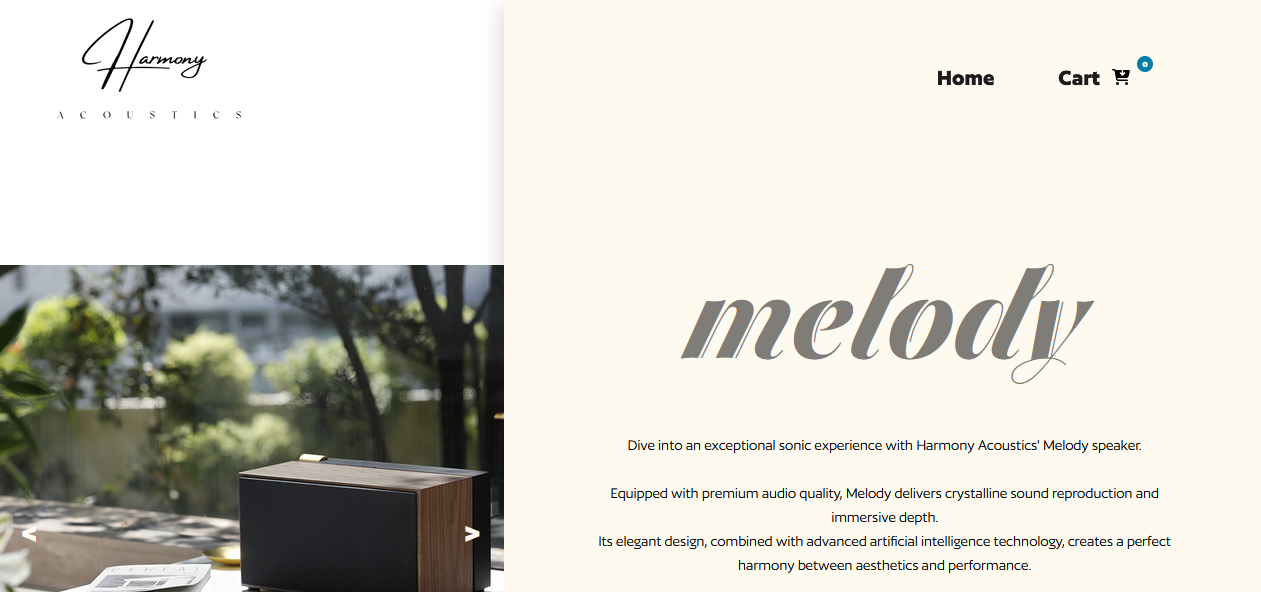 Harmony
ACOUSTICS
Home
Cart
0
melody
Dive into an exceptional sonic experience with Harmony Acoustics' Melody speaker.
Equipped with premium audio quality, Melody delivers crystalline sound reproduction and
immersive depth.
Its elegant design, combined with advanced artificial intelligence technology, creates a perfect
harmony between aesthetics and performance.
<
>
CEREAL